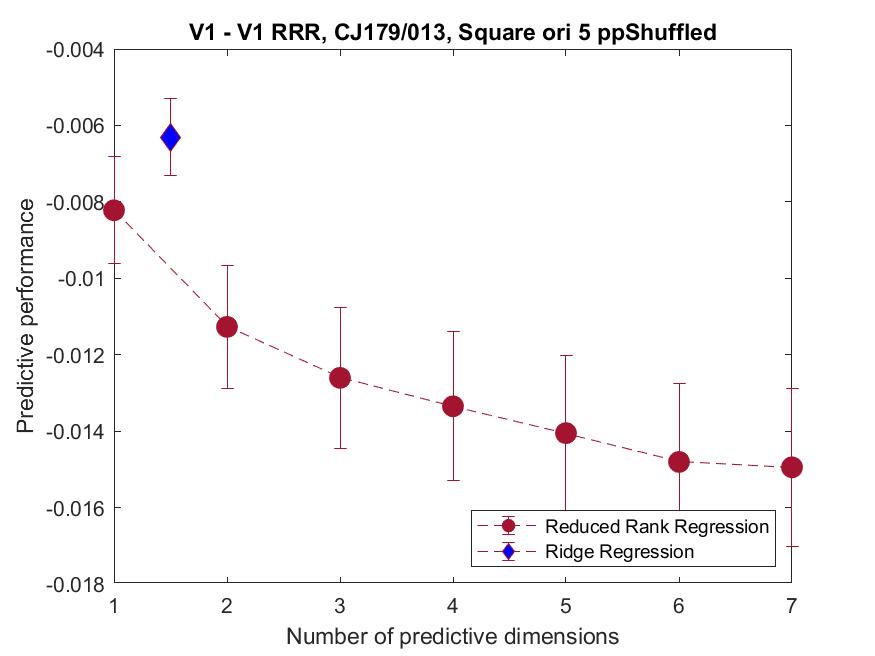 V1 - V1 RRR, CJ179/013, Square ori 5 ppShuffled
-0.004
-0.006
-0.008
-0.01
-0.012
-0.014
-0.016
-0.018
Predictive performance
Reduced Rank Regression
Ridge Regression
1 2 3 4 5 6 7
Number of predictive dimensions